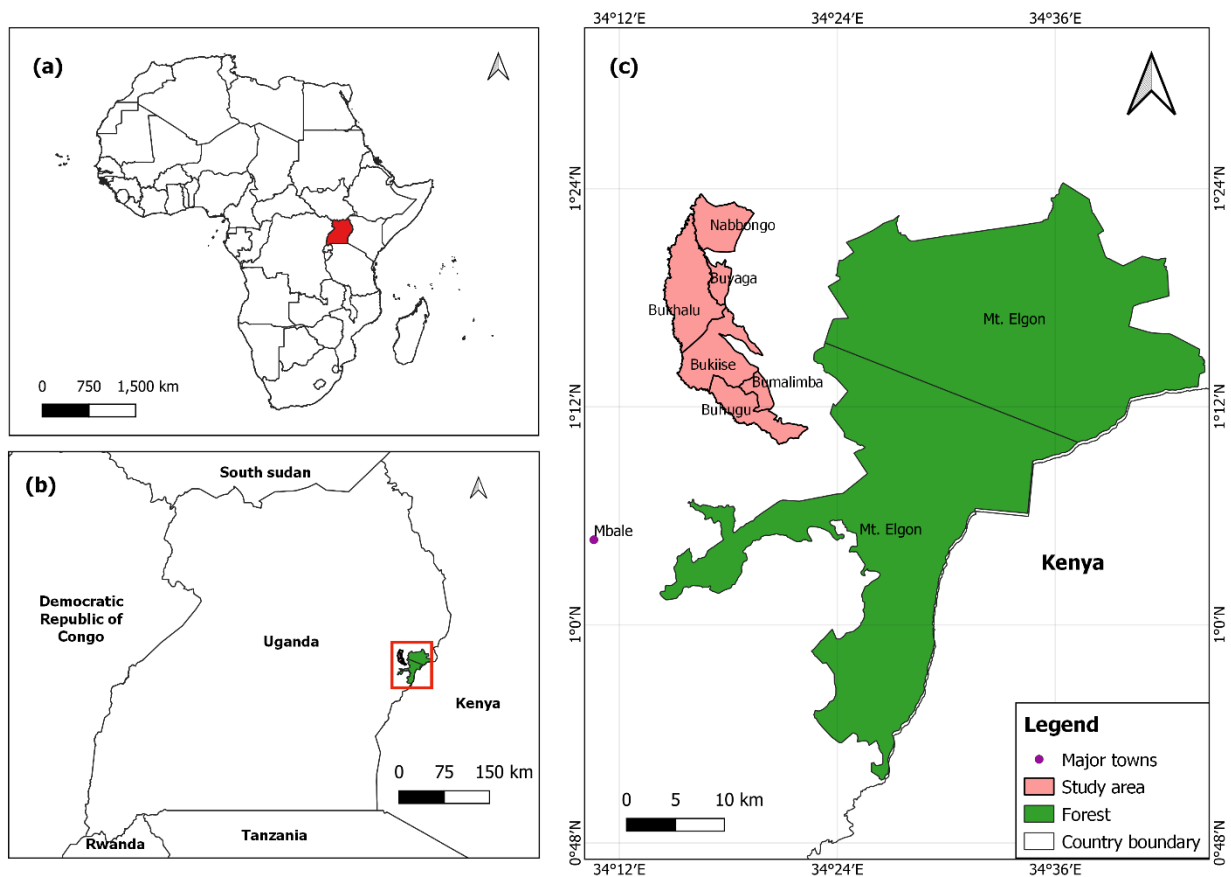 (a)
0 750 1,500 km
(b)
South sudan
Democratic
Republic of
Congo
Uganda
Kenya
0 75 150 km
Rwanda
Tanzania
34°12′E 34°24′E 34°36′E
(c)
1°24′N
1°12′N
1°0′N
0°48′N
Nabbongo
Buyaga
Bukhalu
Bukiise
Bumalimba
Buhugu
Mt. Elgon
Mt. Elgon
Mbale
Kenya
0 5 10 km
Legend
Major towns
Study area
Forest
Country boundary
1°24′N
1°12′N
1°0′N
0°48′N
34°12′E 34°24′E 34°36′E